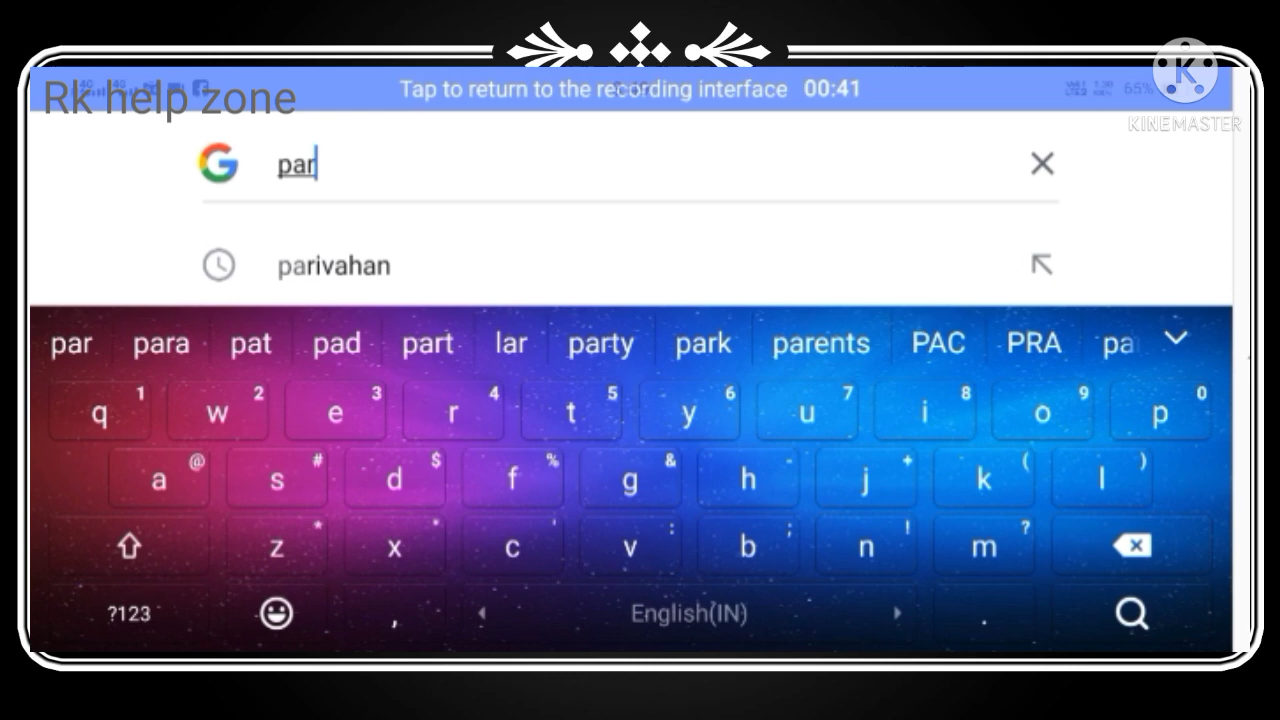 Tap to return to the recording interface 00:41
65%
Rk help zone
K
KINEMASTER
par
parivahan
par para pat pad part lar party park parents PAC PRA pa
1 2 3 4 5 6 7 8 9 0
q w e r t y u i o p
@ # $ % & - + ( )
a s d f g h j k l
* " ' : ; ! ?
z x c v b n m
?123 , English(IN) .